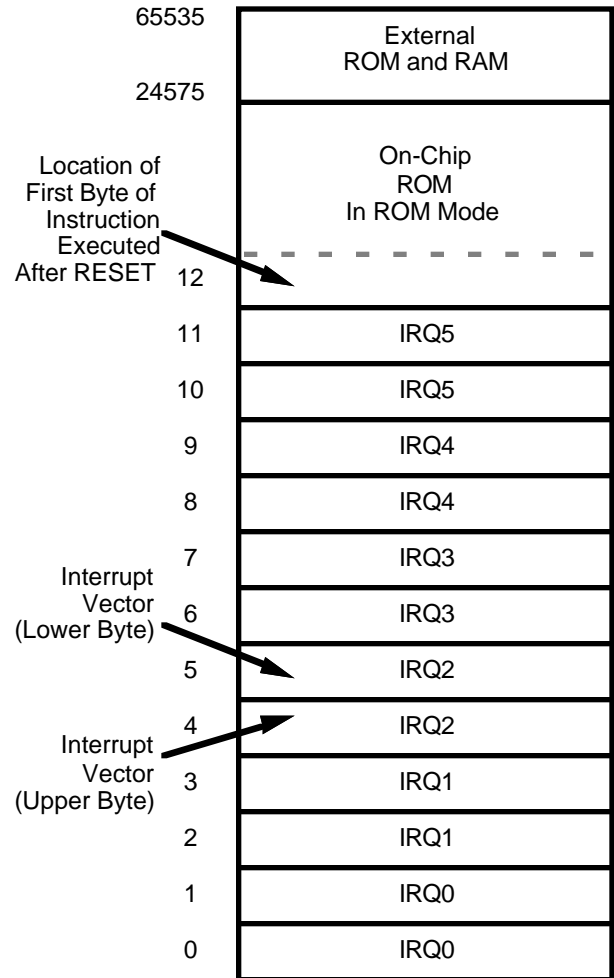 65535
External
ROM and RAM
24575
On-Chip
ROM
In ROM Mode
Location of
First Byte of
Instruction
Executed
After RESET
12
11 IRQ5
10 IRQ5
9 IRQ4
8 IRQ4
7 IRQ3
Interrupt
Vector
(Lower Byte)
6 IRQ3
5 IRQ2
4 IRQ2
Interrupt
Vector
(Upper Byte)
3 IRQ1
2 IRQ1
1 IRQ0
0 IRQ0